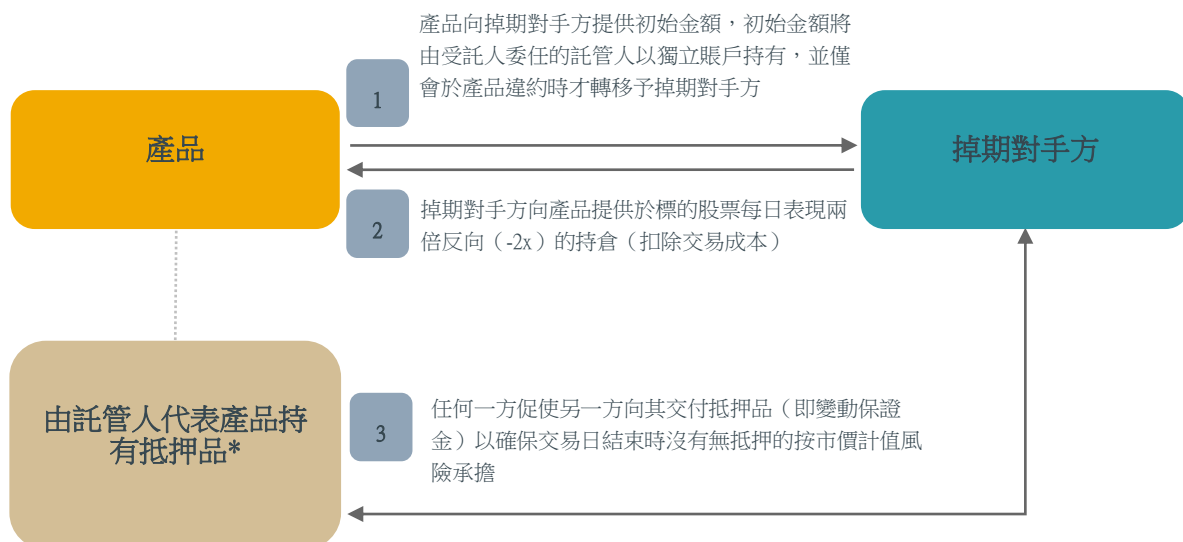 產品向掉期對手方提供初始金額，初始金額將
由受託人委任的託管人以獨立賬戶持有，並僅
會於產品違約時才轉移予掉期對手方
1
產品
掉期對手方
2
掉期對手方向產品提供於標的股票每日表現兩
倍反向（-2x）的持倉（扣除交易成本）
由託管人代表產品持
有抵押品*
3
任何一方促使另一方向其交付抵押品（即變動保證
金）以確保交易日結束時沒有無抵押的按市價計值風
險承擔